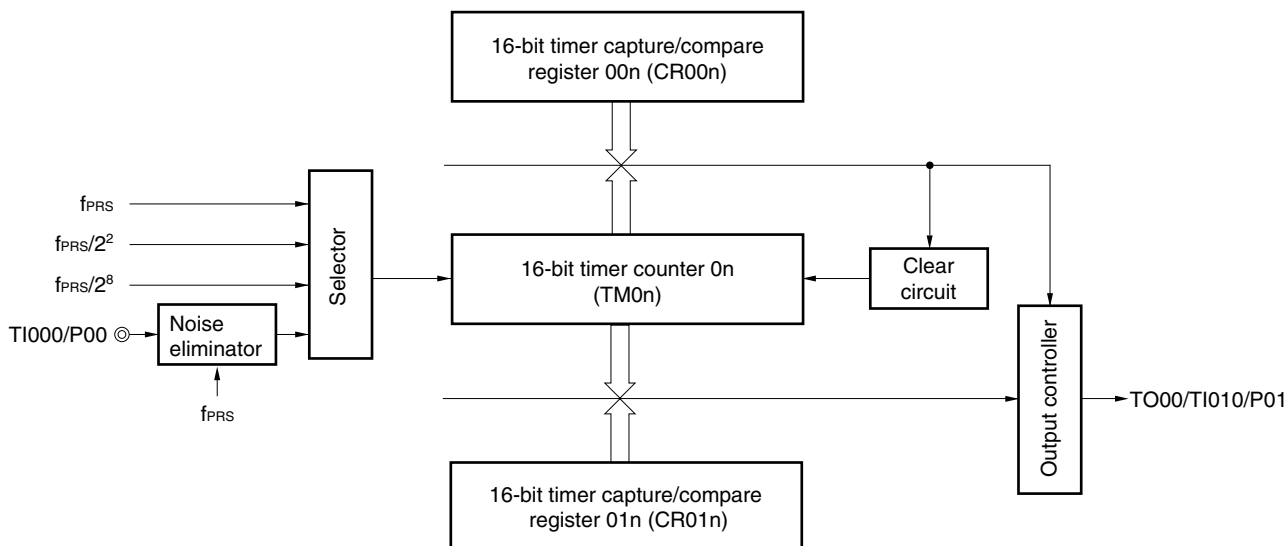 16-bit timer capture/compare
register 00n (CR00n)
fPRS
fPRS/2²
fPRS/2⁸
TI000/P00
Noise
eliminator
fPRS
Selector
16-bit timer counter 0n
(TM0n)
Clear
circuit
Output controller
TO00/TI010/P01
16-bit timer capture/compare
register 01n (CR01n)